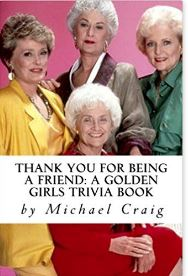 THANK YOU FOR BEING
A FRIEND: A GOLDEN
GIRLS TRIVIA BOOK
by Michael Craig